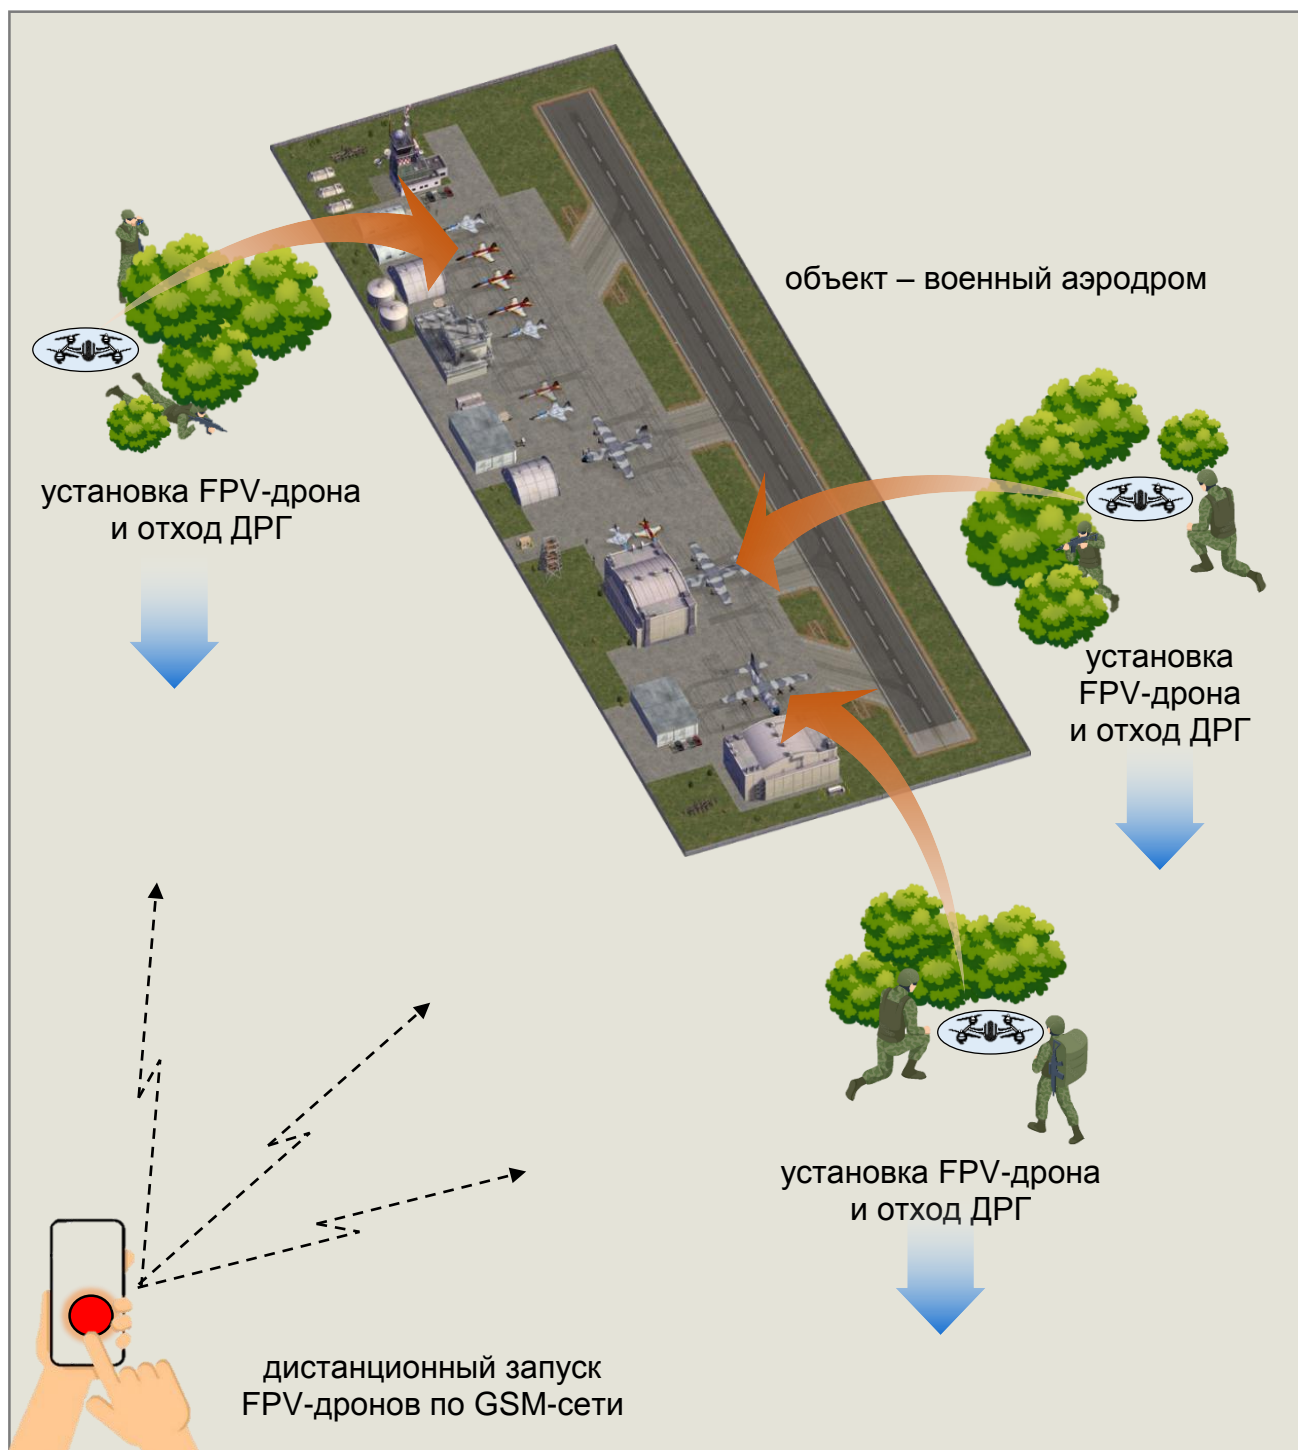 объект – военный аэродром
установка FPV-дрона
и отход ДРГ
установка
FPV-дрона
и отход ДРГ
установка FPV-дрона
и отход ДРГ
дистанционный запуск
FPV-дронов по GSM-сети